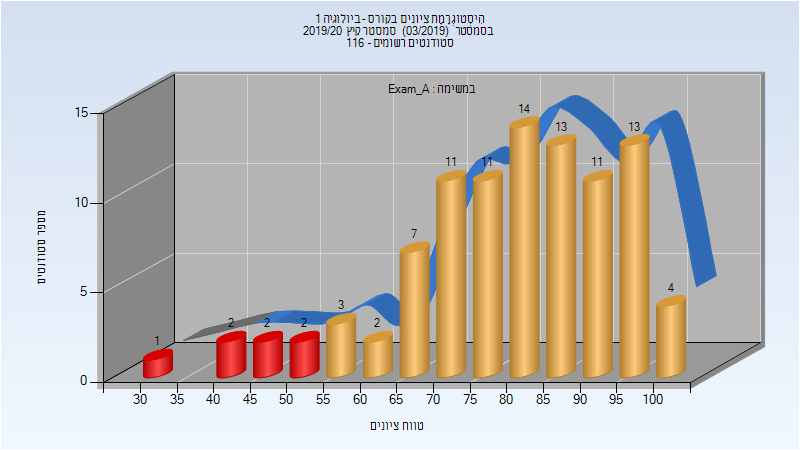 היסטוגרמת ציונים בקורס - ביולוגיה 1
בסמסטר (03/2019) סמסטר קיץ 2019/20
סטודנטים רשומים - 116
במשימה : Exam_A
15
10
5
0
מספר סטודנטים
1
2
2
2
3
2
7
11
11
14
13
11
13
4
30 35 40 45 50 55 60 65 70 75 80 85 90 95 100
טווח ציונים